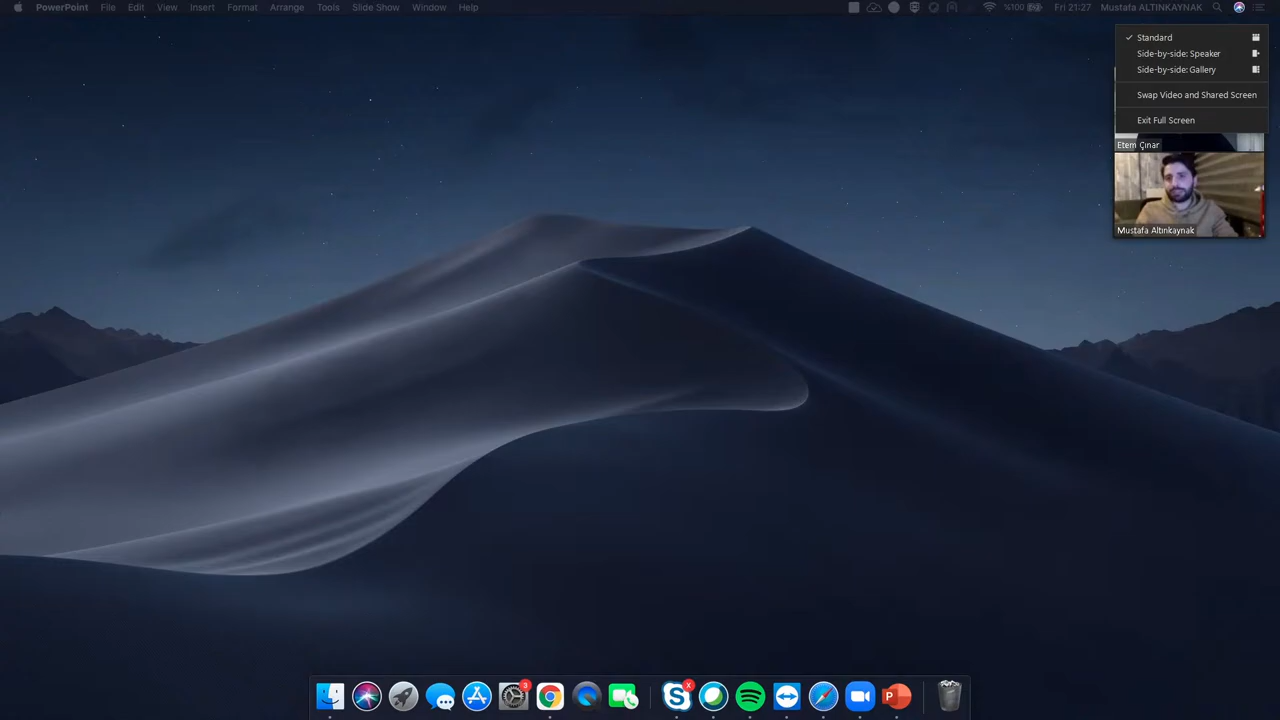 PowerPoint File Edit View Insert Format Arrange Tools Slide Show Window Help %100 Fri 21:27 Mustafa ALTINKAYNAK
Standard
Side-by-side: Speaker
Side-by-side: Gallery
Swap Video and Shared Screen
Exit Full Screen
Etem Çınar
Mustafa Altınkaynak
3
X
P